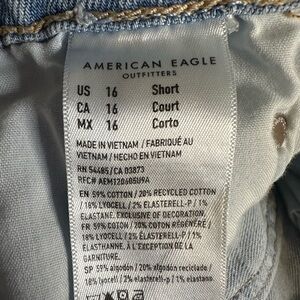 AMERICAN EAGLE
OUTFITTERS
US 16 Short
CA 16 Court
MX 16 Corto
MADE IN VIETNAM / FABRIQUÉ AU
VIETNAM / HECHO EN VIETNAM
RN 54485/CA 03873
RFC# AEM120605U9A
EN 59% COTTON / 20% RECYCLED COTTON
/ 18% LYOCELL / 2% ELASTERELL-P / 1%
ELASTANE. EXCLUSIVE OF DECORATION.
FR 59% COTON / 20% COTON RÉGÉNÉRÉ
/ 18% LYOCELL / 2% ELASTERELL-P / 1%
ÉLASTHANNE. À L'EXCEPTION DE LA
GARNITURE.
SP 59% algodón / 20% algodón reciclado /
18% lyocell / 2% elasterell-p / 1%